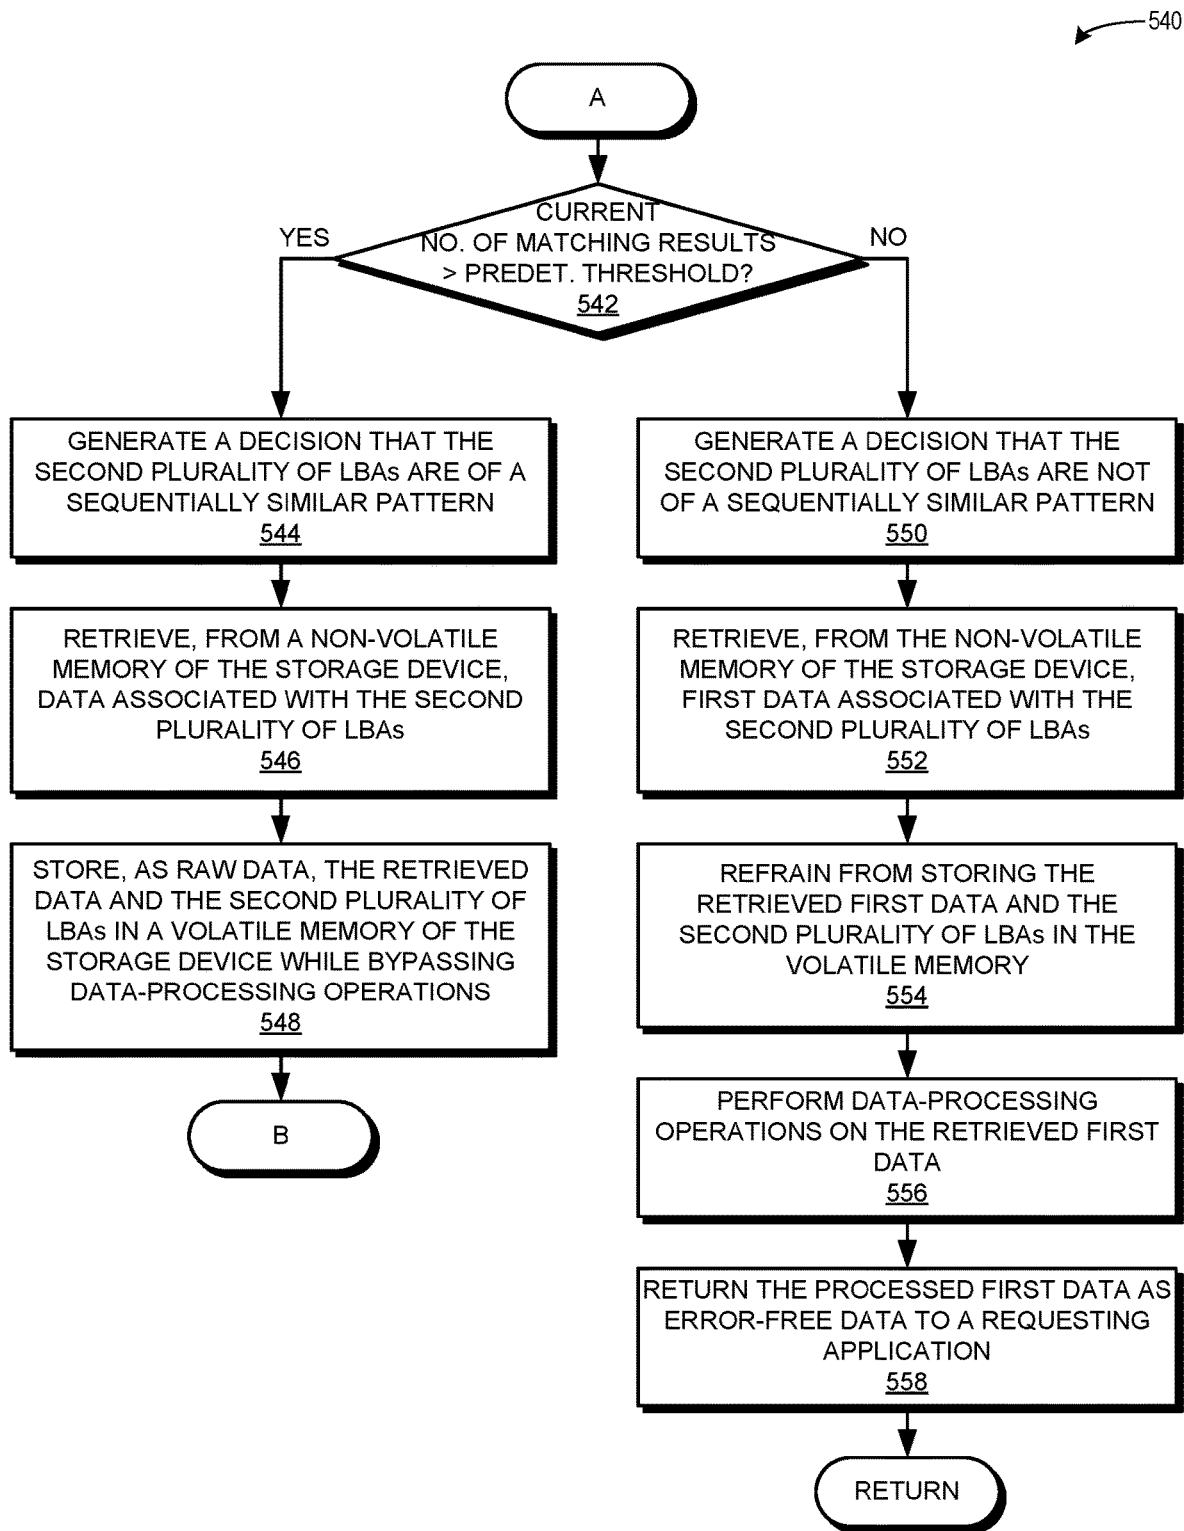 540
A
CURRENT
NO. OF MATCHING RESULTS
> PREDET. THRESHOLD?
542
YES
NO
GENERATE A DECISION THAT THE
SECOND PLURALITY OF LBAs ARE OF A
SEQUENTIALLY SIMILAR PATTERN
544
RETRIEVE, FROM A NON-VOLATILE
MEMORY OF THE STORAGE DEVICE,
DATA ASSOCIATED WITH THE SECOND
PLURALITY OF LBAs
546
STORE, AS RAW DATA, THE RETRIEVED
DATA AND THE SECOND PLURALITY OF
LBAs IN A VOLATILE MEMORY OF THE
STORAGE DEVICE WHILE BYPASSING
DATA-PROCESSING OPERATIONS
548
B
GENERATE A DECISION THAT THE
SECOND PLURALITY OF LBAs ARE NOT
OF A SEQUENTIALLY SIMILAR PATTERN
550
RETRIEVE, FROM THE NON-VOLATILE
MEMORY OF THE STORAGE DEVICE,
FIRST DATA ASSOCIATED WITH THE
SECOND PLURALITY OF LBAs
552
REFRAIN FROM STORING THE
RETRIEVED FIRST DATA AND THE
SECOND PLURALITY OF LBAs IN THE
VOLATILE MEMORY
554
PERFORM DATA-PROCESSING
OPERATIONS ON THE RETRIEVED FIRST
DATA
556
RETURN THE PROCESSED FIRST DATA AS
ERROR-FREE DATA TO A REQUESTING
APPLICATION
558
RETURN